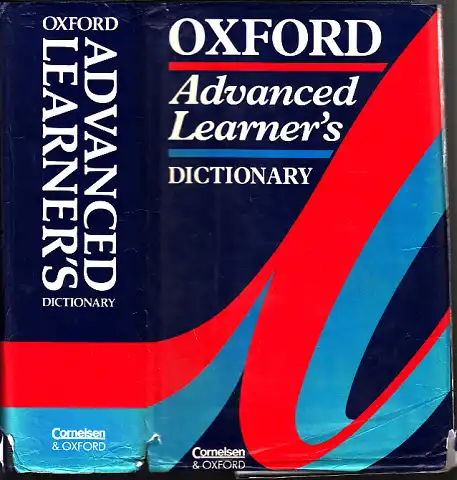 OXFORD
ADVANCED
LEARNER'S
DICTIONARY
Cornelsen
& OXFORD
OXFORD
Advanced
Learner's
DICTIONARY
Cornelsen
& OXFORD